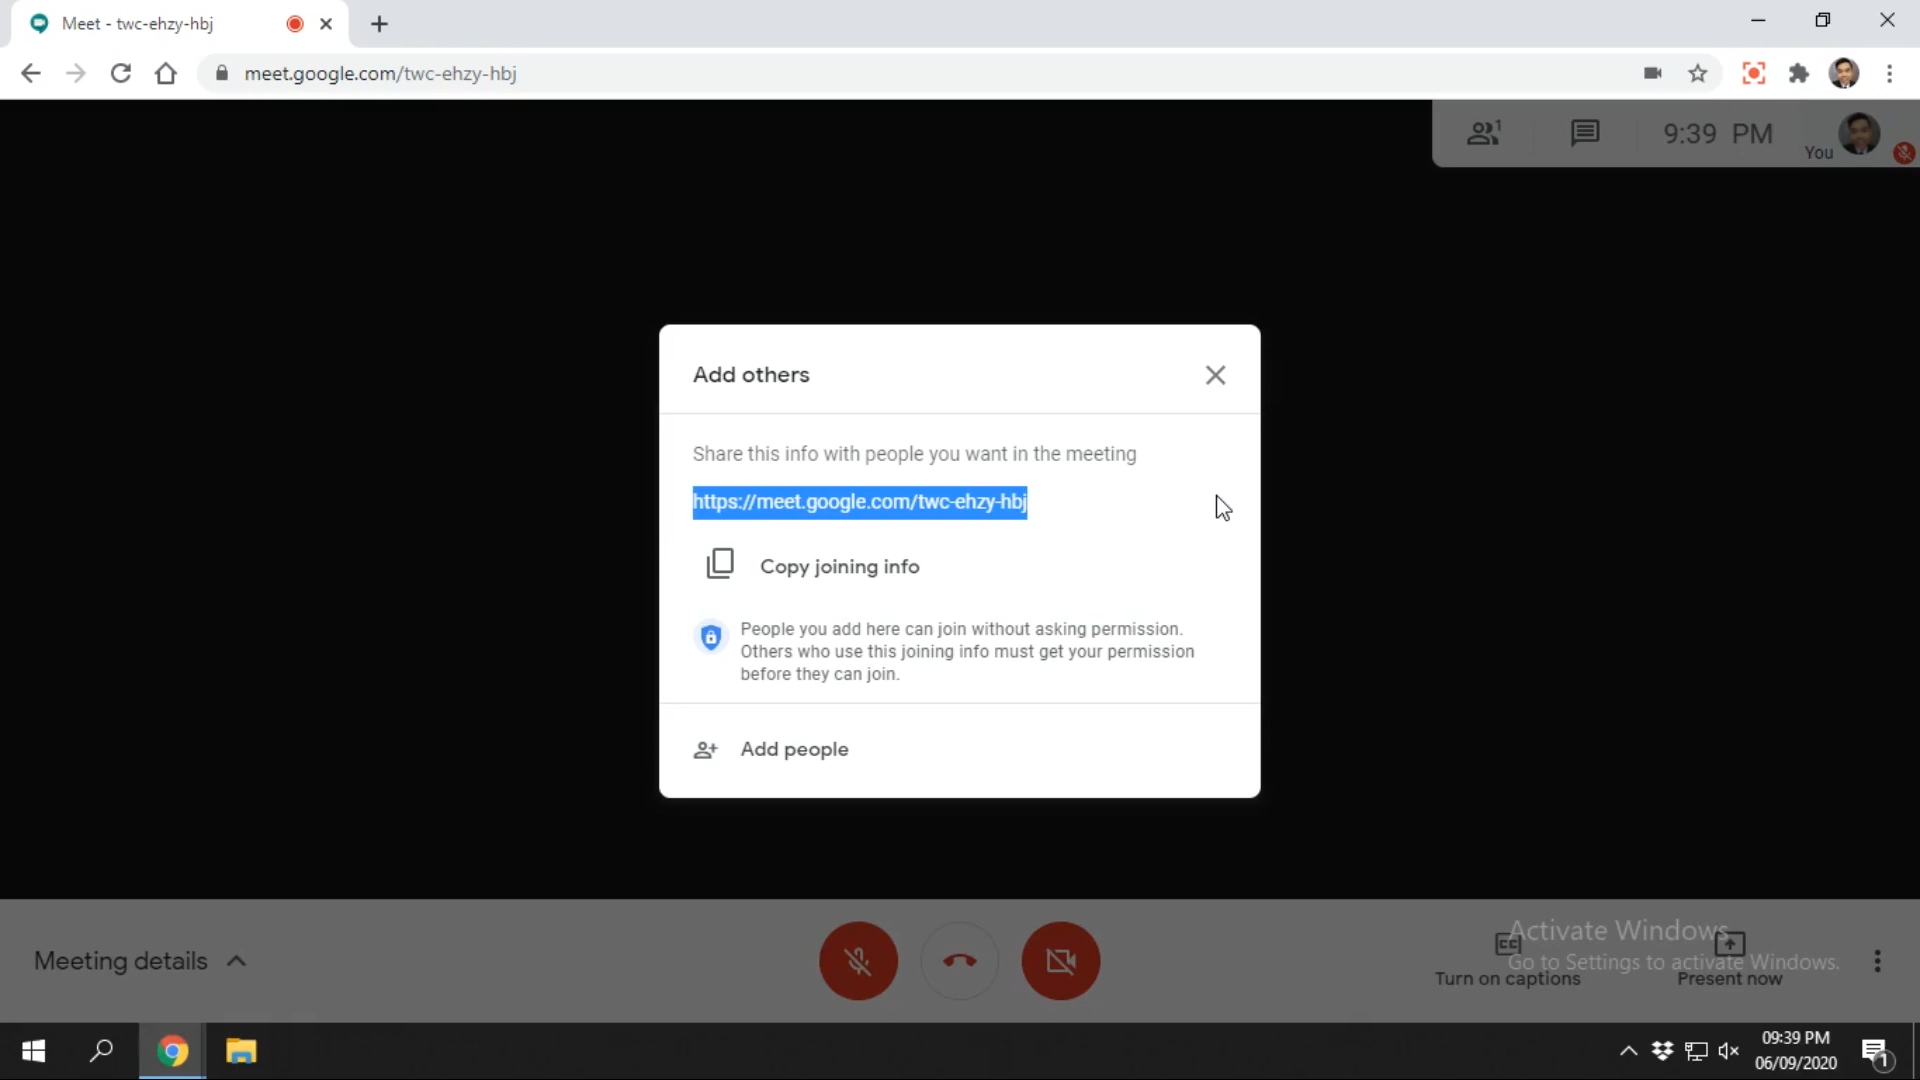 Meet - twc-ehzy-hbj
meet.google.com/twc-ehzy-hbj
1
9:39 PM
You
Add others
Share this info with people you want in the meeting
https://meet.google.com/twc-ehzy-hbj
Copy joining info
People you add here can join without asking permission.
Others who use this joining info must get your permission
before they can join.
Add people
Meeting details
CC
Turn on captions
Present now
Activate Windows
Go to Settings to activate Windows.
09:39 PM
06/09/2020
1